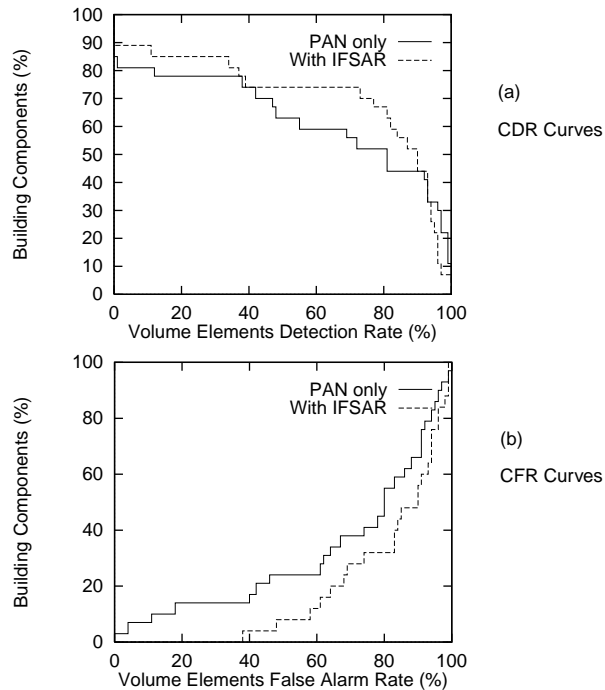 100
90
80
70
60
50
40
30
20
10
0
Building Components (%)
PAN only
With IFSAR
0 20 40 60 80 100
Volume Elements Detection Rate (%)
(a)
CDR Curves
100
80
60
40
20
0
Building Components (%)
PAN only
With IFSAR
0 20 40 60 80 100
Volume Elements False Alarm Rate (%)
(b)
CFR Curves